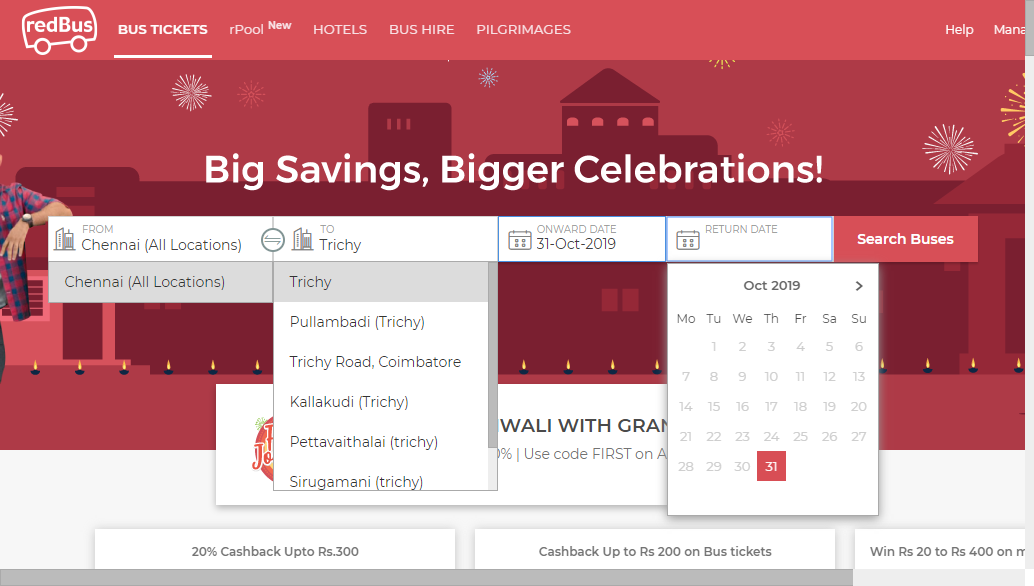 redBus
BUS TICKETS
rPool New
HOTELS
BUS HIRE
PILGRIMAGES
Help
Big Savings, Bigger Celebrations!
FROM
Chennai (All Locations)
TO
Trichy
ONWARD DATE
31-Oct-2019
RETURN DATE
Search Buses
Chennai (All Locations)
Trichy
Pullambadi (Trichy)
Trichy Road, Coimbatore
Kallakudi (Trichy)
Pettavaithalai (trichy)
Sirugamani (trichy)
Oct 2019
Mo Tu We Th Fr Sa Su
1 2 3 4 5 6
7 8 9 10 11 12 13
14 15 16 17 18 19 20
21 22 23 24 25 26 27
28 29 30 31
WITH
| Use code FIRST on
20% Cashback Upto Rs.300
Cashback Up to Rs 200 on Bus tickets
Win Rs 20 to Rs 400 on